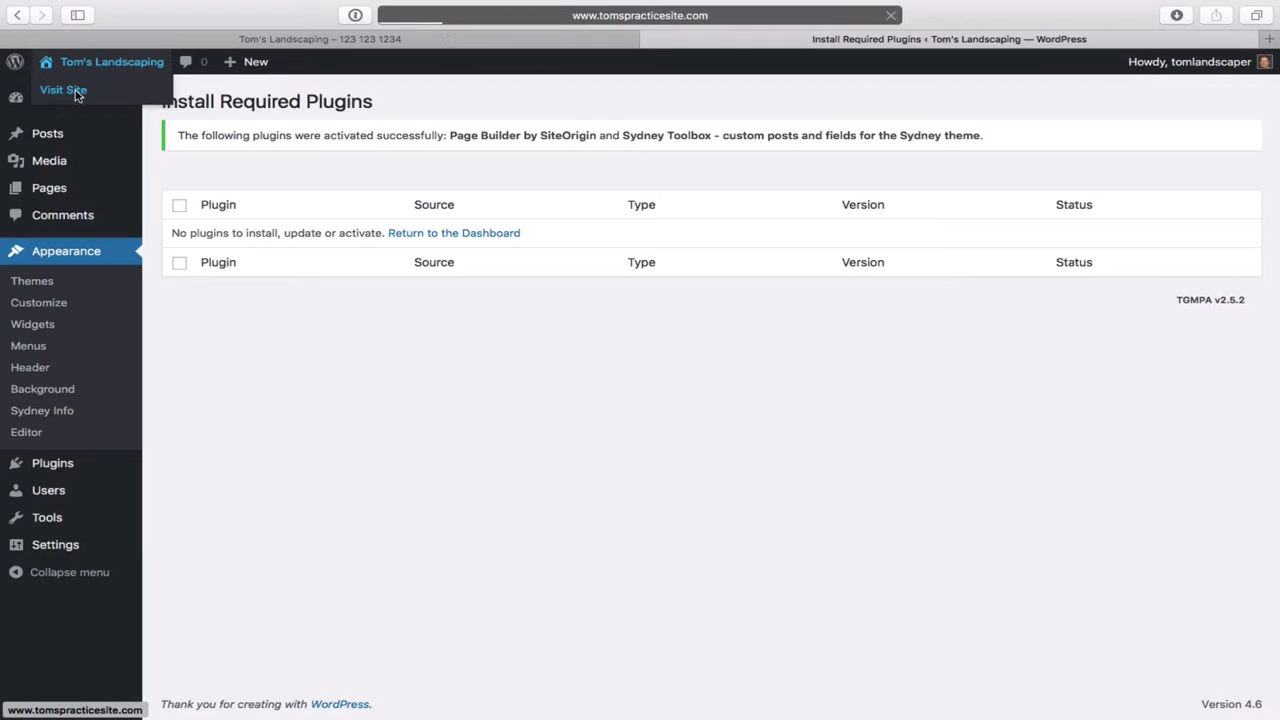 www.tomspracticesite.com
Tom's Landscaping – 123 123 1234
Install Required Plugins ‹ Tom's Landscaping — WordPress
Tom's Landscaping 0 New Howdy, tomlandscaper
Visit Site
Install Required Plugins
The following plugins were activated successfully: Page Builder by SiteOrigin and Sydney Toolbox - custom posts and fields for the Sydney theme.
Posts
Media
Pages
Comments
Appearance
Themes
Customize
Widgets
Menus
Header
Background
Sydney Info
Editor
Plugins
Users
Tools
Settings
Collapse menu
Plugin Source Type Version Status
No plugins to install, update or activate. Return to the Dashboard
Plugin Source Type Version Status
TGMPA v2.5.2
Thank you for creating with WordPress. Version 4.6
www.tomspracticesite.com